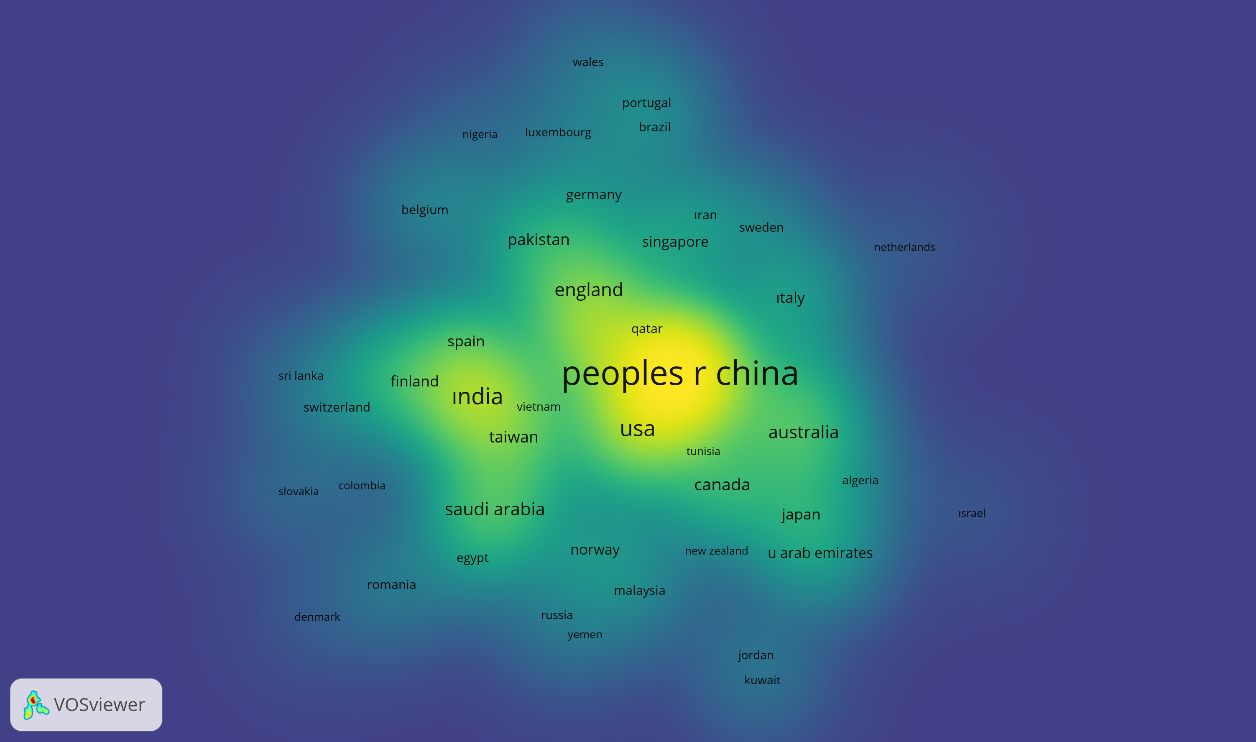 wales
portugal
brazil
nigeria
luxembourg
germany
belgium
ıran
sweden
pakistan
singapore
netherlands
england
ıtaly
qatar
spain
peoples r china
sri lanka
finland
ındia
switzerland
vietnam
usa
taiwan
australia
tunisia
canada
algeria
colombia
slovakia
saudi arabia
japan
ısrael
norway
new zealand
u arab emirates
egypt
romania
malaysia
denmark
russia
yemen
jordan
kuwait
VOSviewer